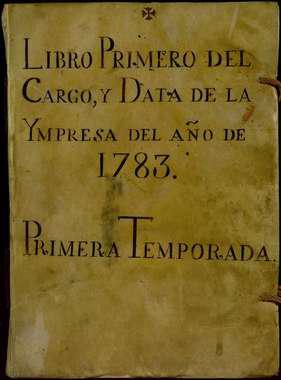 LIBRO PRIMERO DEL
CARGO, Y DATA DE LA
YMPRESA DEL AÑO DE
1783.
PRIMERA TEMPORADA.